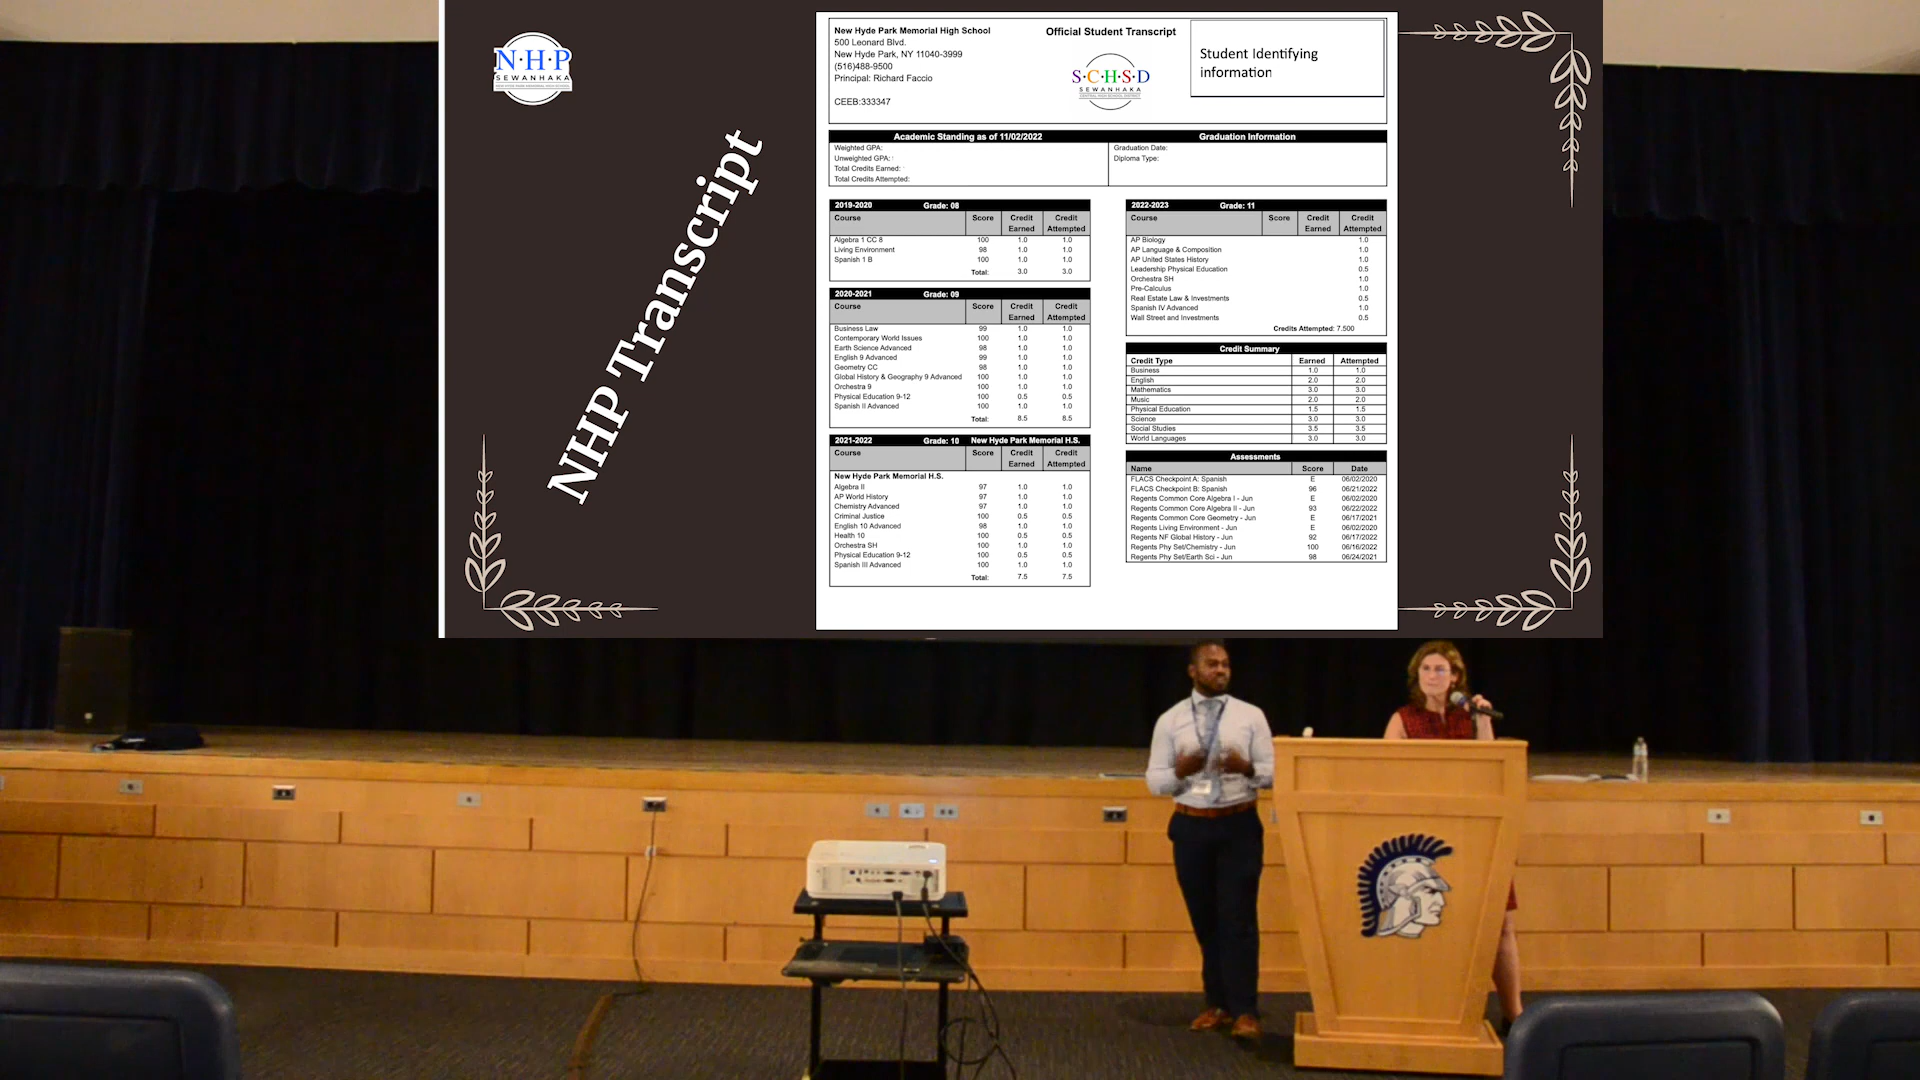 N·H·P
SEWANHAKA
NEW HYDE PARK MEMORIAL HIGH SCHOOL
NHP Transcript
New Hyde Park Memorial High School
500 Leonard Blvd.
New Hyde Park, NY 11040-3999
(516)488-9500
Principal: Richard Faccio
CEEB:333347
Official Student Transcript
S·C·H·S·D
SEWANHAKA
CENTRAL HIGH SCHOOL DISTRICT
Student Identifying
information
Academic Standing as of 11/02/2022
Weighted GPA:
Unweighted GPA:
Total Credits Earned:
Total Credits Attempted:
Graduation Information
Graduation Date:
Diploma Type:
2019-2020 Grade: 08
Course Score Credit Earned Credit Attempted
Algebra 1 CC 8 100 1.0 1.0
Living Environment 98 1.0 1.0
Spanish 1 B 100 1.0 1.0
Total: 3.0 3.0
2020-2021 Grade: 09
Course Score Credit Earned Credit Attempted
Business Law 99 1.0 1.0
Contemporary World Issues 100 1.0 1.0
Earth Science Advanced 98 1.0 1.0
English 9 Advanced 99 1.0 1.0
Geometry CC 98 1.0 1.0
Global History & Geography 9 Advanced 100 1.0 1.0
Orchestra 9 100 1.0 1.0
Physical Education 9-12 100 0.5 0.5
Spanish II Advanced 100 1.0 1.0
Total: 8.5 8.5
2021-2022 Grade: 10 New Hyde Park Memorial H.S.
Course Score Credit Earned Credit Attempted
New Hyde Park Memorial H.S.
Algebra II 97 1.0 1.0
AP World History 97 1.0 1.0
Chemistry Advanced 97 1.0 1.0
Criminal Justice 100 0.5 0.5
English 10 Advanced 98 1.0 1.0
Health 10 100 0.5 0.5
Orchestra SH 100 1.0 1.0
Physical Education 9-12 100 0.5 0.5
Spanish III Advanced 100 1.0 1.0
Total: 7.5 7.5
2022-2023 Grade: 11
Course Score Credit Earned Credit Attempted
AP Biology 1.0
AP Language & Composition 1.0
AP United States History 1.0
Leadership Physical Education 0.5
Orchestra SH 1.0
Pre-Calculus 1.0
Real Estate Law & Investments 0.5
Spanish IV Advanced 1.0
Wall Street and Investments 0.5
Credits Attempted: 7.500
Credit Summary
Credit Type Earned Attempted
Business 1.0 1.0
English 2.0 2.0
Mathematics 3.0 3.0
Music 2.0 2.0
Physical Education 1.5 1.5
Science 3.0 3.0
Social Studies 3.5 3.5
World Languages 3.0 3.0
Assessments
Name Score Date
FLACS Checkpoint A: Spanish E 06/02/2020
FLACS Checkpoint B: Spanish 96 06/21/2022
Regents Common Core Algebra I - Jun E 06/02/2020
Regents Common Core Algebra II - Jun 93 06/22/2022
Regents Common Core Geometry - Jun E 06/17/2021
Regents Living Environment - Jun E 06/02/2020
Regents NF Global History - Jun 92 06/17/2022
Regents Phy Set/Chemistry - Jun 100 06/16/2022
Regents Phy Set/Earth Sci - Jun 98 06/24/2021